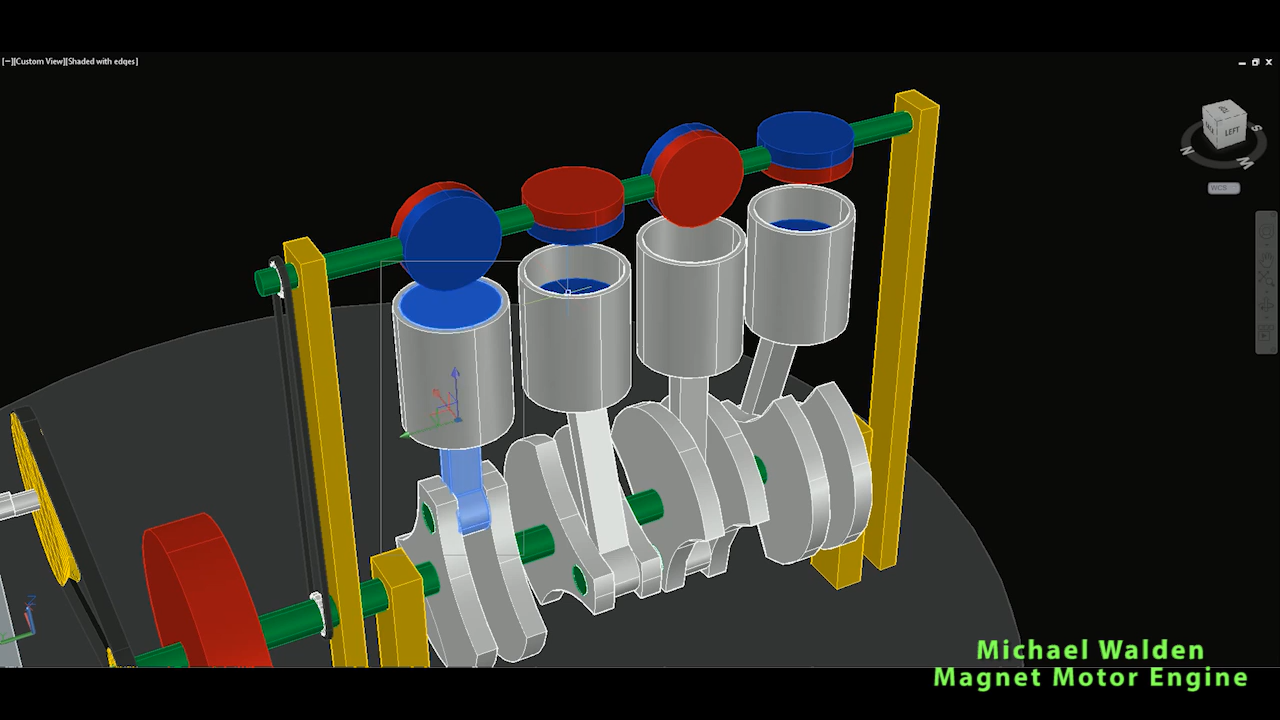 [−][Custom View][Shaded with edges]
LEFT
N
S
WCS
Michael Walden
Magnet Motor Engine